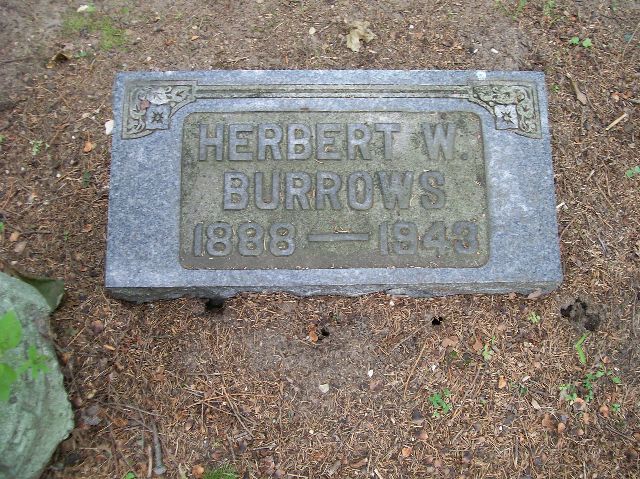 HERBERT W.
BURROWS
1888 — 1943